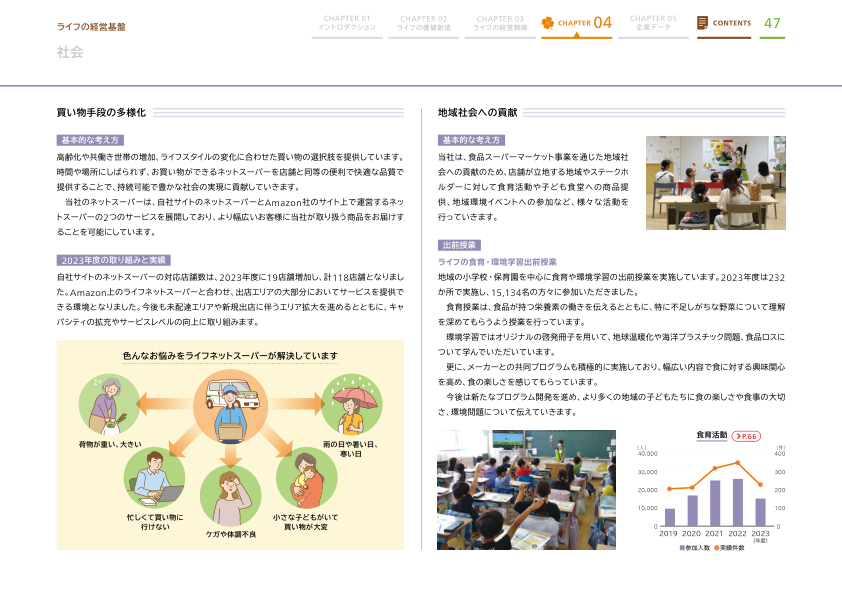 ライフの経営基盤
社会
CHAPTER 01
イントロダクション
CHAPTER 02
ライフの価値創造
CHAPTER 03
ライフの経営戦略
CHAPTER 04
CHAPTER 05
企業データ
CONTENTS
47
買い物手段の多様化
基本的な考え方
高齢化や共働き世帯の増加、ライフスタイルの変化に合わせた買い物の選択肢を提供しています。
時間や場所にしばられず、お買い物ができるネットスーパーを店舗と同等の便利で快適な品質で
提供することで、持続可能で豊かな社会の実現に貢献していきます。
当社のネットスーパーは、自社サイトのネットスーパーとAmazon社のサイト上で運営するネッ
トスーパーの2つのサービスを展開しており、より幅広いお客様に当社が取り扱う商品をお届けす
ることを可能にしています。
2023年度の取り組みと実績
自社サイトのネットスーパーの対応店舗数は、2023年度に19店舗増加し、計118店舗となりまし
た。Amazon上のライフネットスーパーと合わせ、出店エリアの大部分においてサービスを提供で
きる環境となりました。今後も未配達エリアや新規出店に伴うエリア拡大を進めるとともに、キャ
パシティの拡充やサービスレベルの向上に取り組みます。
色んなお悩みをライフネットスーパーが解決しています
荷物が重い、大きい
雨の日や暑い日、
寒い日
忙しくて買い物に
行けない
ケガや体調不良
小さな子どもがいて
買い物が大変
地域社会への貢献
基本的な考え方
当社は、食品スーパーマーケット事業を通じた地域社
会への貢献のため、店舗が立地する地域やステークホ
ルダーに対して食育活動や子ども食堂への商品提
供、地域環境イベントへの参加など、様々な活動を
行っていきます。
出前授業
ライフの食育・環境学習出前授業
地域の小学校・保育園を中心に食育や環境学習の出前授業を実施しています。2023年度は232
か所で実施し、15,134名の方々に参加いただきました。
食育授業は、食品が持つ栄養素の働きを伝えるとともに、特に不足しがちな野菜について理解
を深めてもらうよう授業を行っています。
環境学習ではオリジナルの啓発冊子を用いて、地球温暖化や海洋プラスチック問題、食品ロスに
ついて学んでいただいています。
更に、メーカーとの共同プログラムも積極的に実施しており、幅広い内容で食に対する興味関心
を高め、食の楽しさを感じてもらっています。
今後は新たなプログラム開発を進め、より多くの地域の子どもたちに食の楽しさや食事の大切
さ、環境問題について伝えていきます。
食育活動
P.66
(人)
(件)
40,000
30,000
20,000
10,000
0
400
300
200
100
0
2019 2020 2021 2022 2023
(年度)
参加人数
実績件数